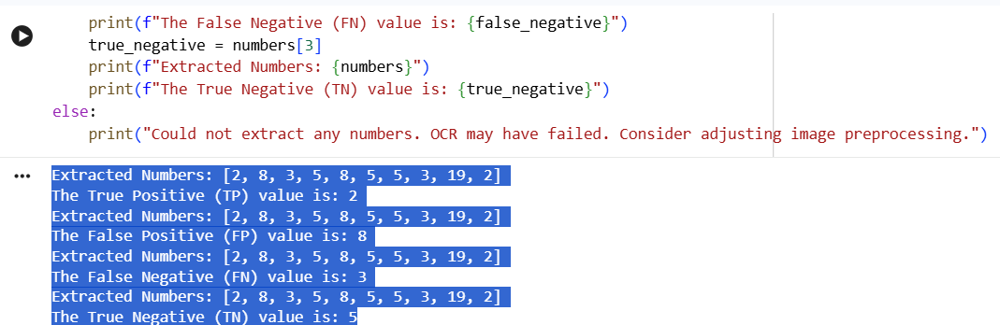 print(f"The False Negative (FN) value is: {false_negative}")
true_negative = numbers[3]
print(f"Extracted Numbers: {numbers}")
print(f"The True Negative (TN) value is: {true_negative}")
else:
print("Could not extract any numbers. OCR may have failed. Consider adjusting image preprocessing.")
Extracted Numbers: [2, 8, 3, 5, 8, 5, 5, 3, 19, 2]
The True Positive (TP) value is: 2
Extracted Numbers: [2, 8, 3, 5, 8, 5, 5, 3, 19, 2]
The False Positive (FP) value is: 8
Extracted Numbers: [2, 8, 3, 5, 8, 5, 5, 3, 19, 2]
The False Negative (FN) value is: 3
Extracted Numbers: [2, 8, 3, 5, 8, 5, 5, 3, 19, 2]
The True Negative (TN) value is: 5